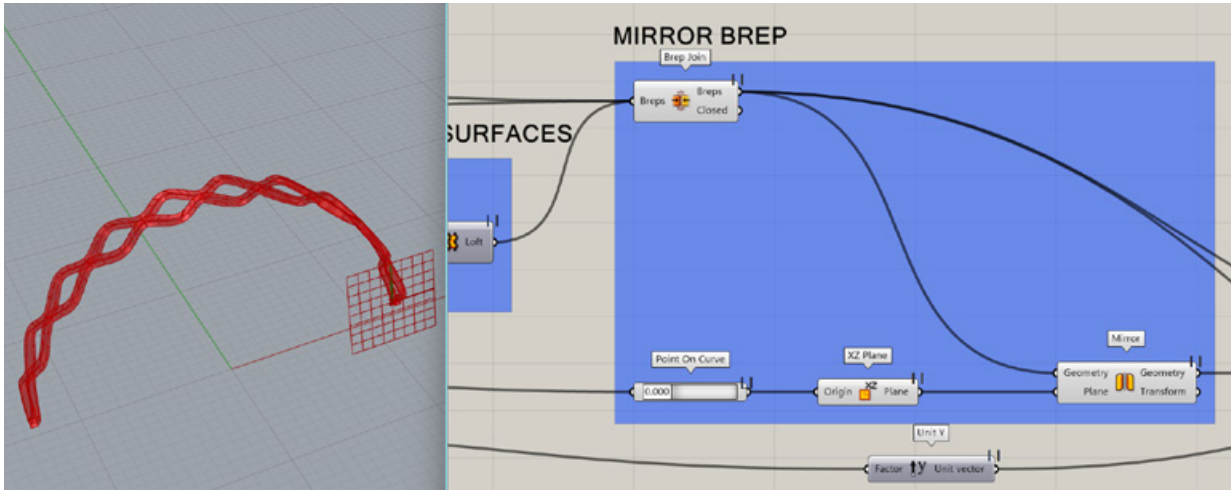 MIRROR BREP
Brep Join
Breps Breps
Closed
SURFACES
Loft
Point On Curve
0.000
XZ Plane
Origin XZ Plane
Mirror
Geometry Geometry
Plane Transform
Unit Y
Factor y Unit vector